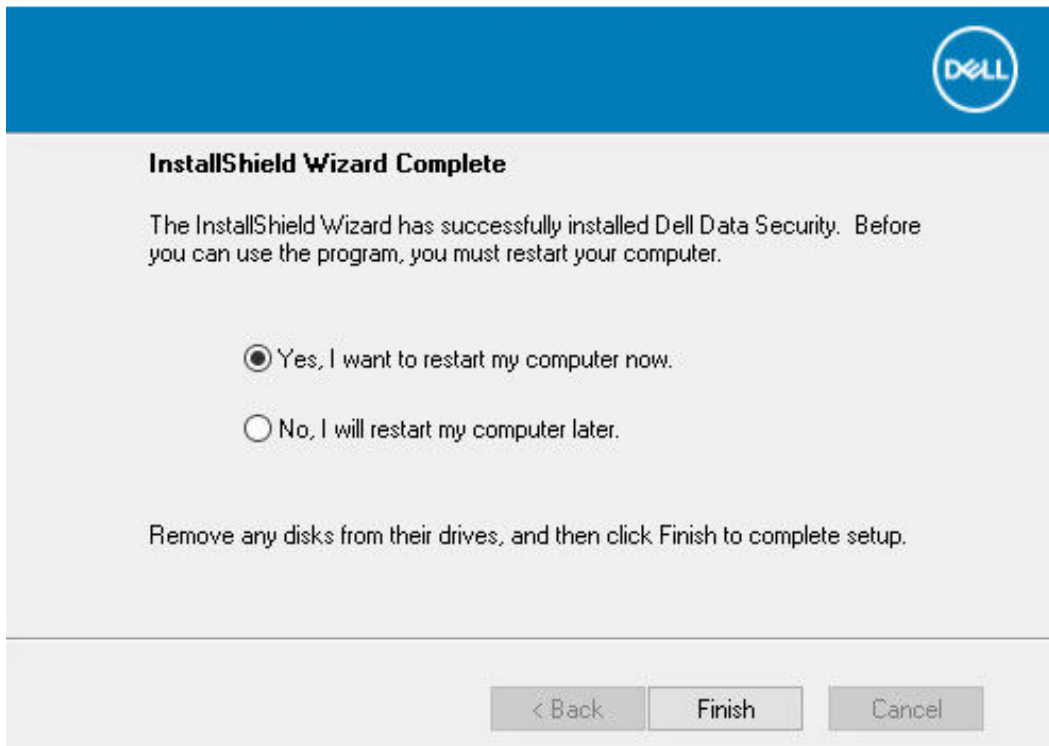 DELL
InstallShield Wizard Complete
The InstallShield Wizard has successfully installed Dell Data Security. Before
you can use the program, you must restart your computer.
Yes, I want to restart my computer now.
No, I will restart my computer later.
Remove any disks from their drives, and then click Finish to complete setup.
< Back
Finish
Cancel